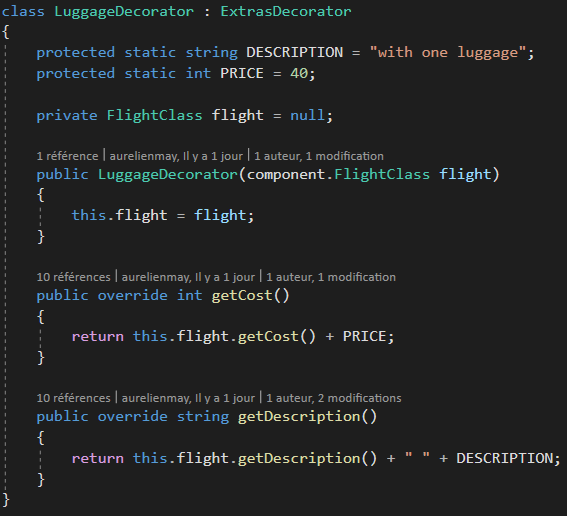 class LuggageDecorator : ExtrasDecorator
{
protected static string DESCRIPTION = "with one luggage";
protected static int PRICE = 40;
private FlightClass flight = null;
1 référence | aurelienmay, Il y a 1 jour | 1 auteur, 1 modification
public LuggageDecorator(component.FlightClass flight)
{
this.flight = flight;
}
10 références | aurelienmay, Il y a 1 jour | 1 auteur, 1 modification
public override int getCost()
{
return this.flight.getCost() + PRICE;
}
10 références | aurelienmay, Il y a 1 jour | 1 auteur, 2 modifications
public override string getDescription()
{
return this.flight.getDescription() + " " + DESCRIPTION;
}
}